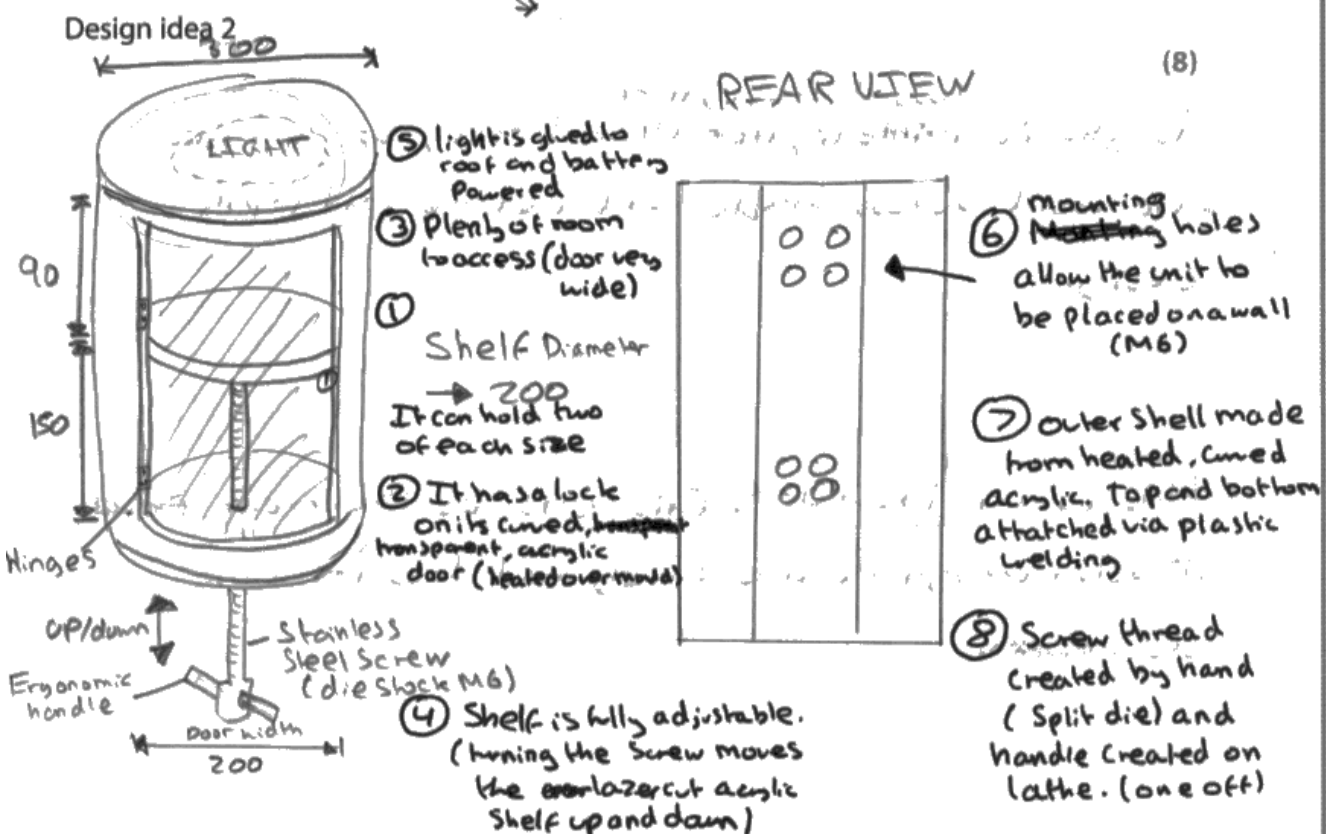 Design idea 2
300
(8)
REAR VIEW
LIGHT
⑤ light is glued to
roof and battery
Powered
③ Plenty of room
to access (door very
wide)
①
Shelf Diameter
→ 200
It can hold two
of each size
② It has a lock
on its curved,
transparent, acrylic
door (heated over mould)
90
150
Hinges
UP/down
Ergonomic
handle
Stainless
Steel Screw
(die stock M6)
Door width
200
④ Shelf is fully adjustable.
(turning the screw moves
the lazercut acrylic
Shelf up and down)
⑥ mounting
holes
allow the unit to
be placed on a wall
(M6)
⑦ Outer Shell made
from heated, curved
acrylic. Top and bottom
attatched via plastic
welding
⑧ Screw thread
created by hand
(Split die) and
handle created on
lathe. (one off)